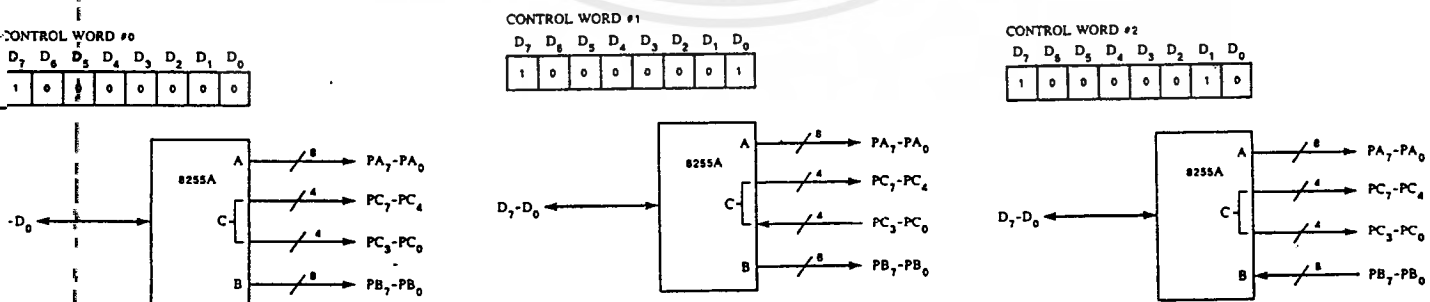 CONTROL WORD #0
D7 D6 D5 D4 D3 D2 D1 D0
1 0 0 0 0 0 0 0
8255A
A 8 PA7-PA0
4 PC7-PC4
-D0 C
4 PC3-PC0
B 8 PB7-PB0
CONTROL WORD #1
D7 D6 D5 D4 D3 D2 D1 D0
1 0 0 0 0 0 0 1
8255A
A 8 PA7-PA0
4 PC7-PC4
D7-D0 C
4 PC3-PC0
B 8 PB7-PB0
CONTROL WORD #2
D7 D6 D5 D4 D3 D2 D1 D0
1 0 0 0 0 0 1 0
8255A
A 8 PA7-PA0
4 PC7-PC4
D7-D0 C
4 PC3-PC0
B 8 PB7-PB0